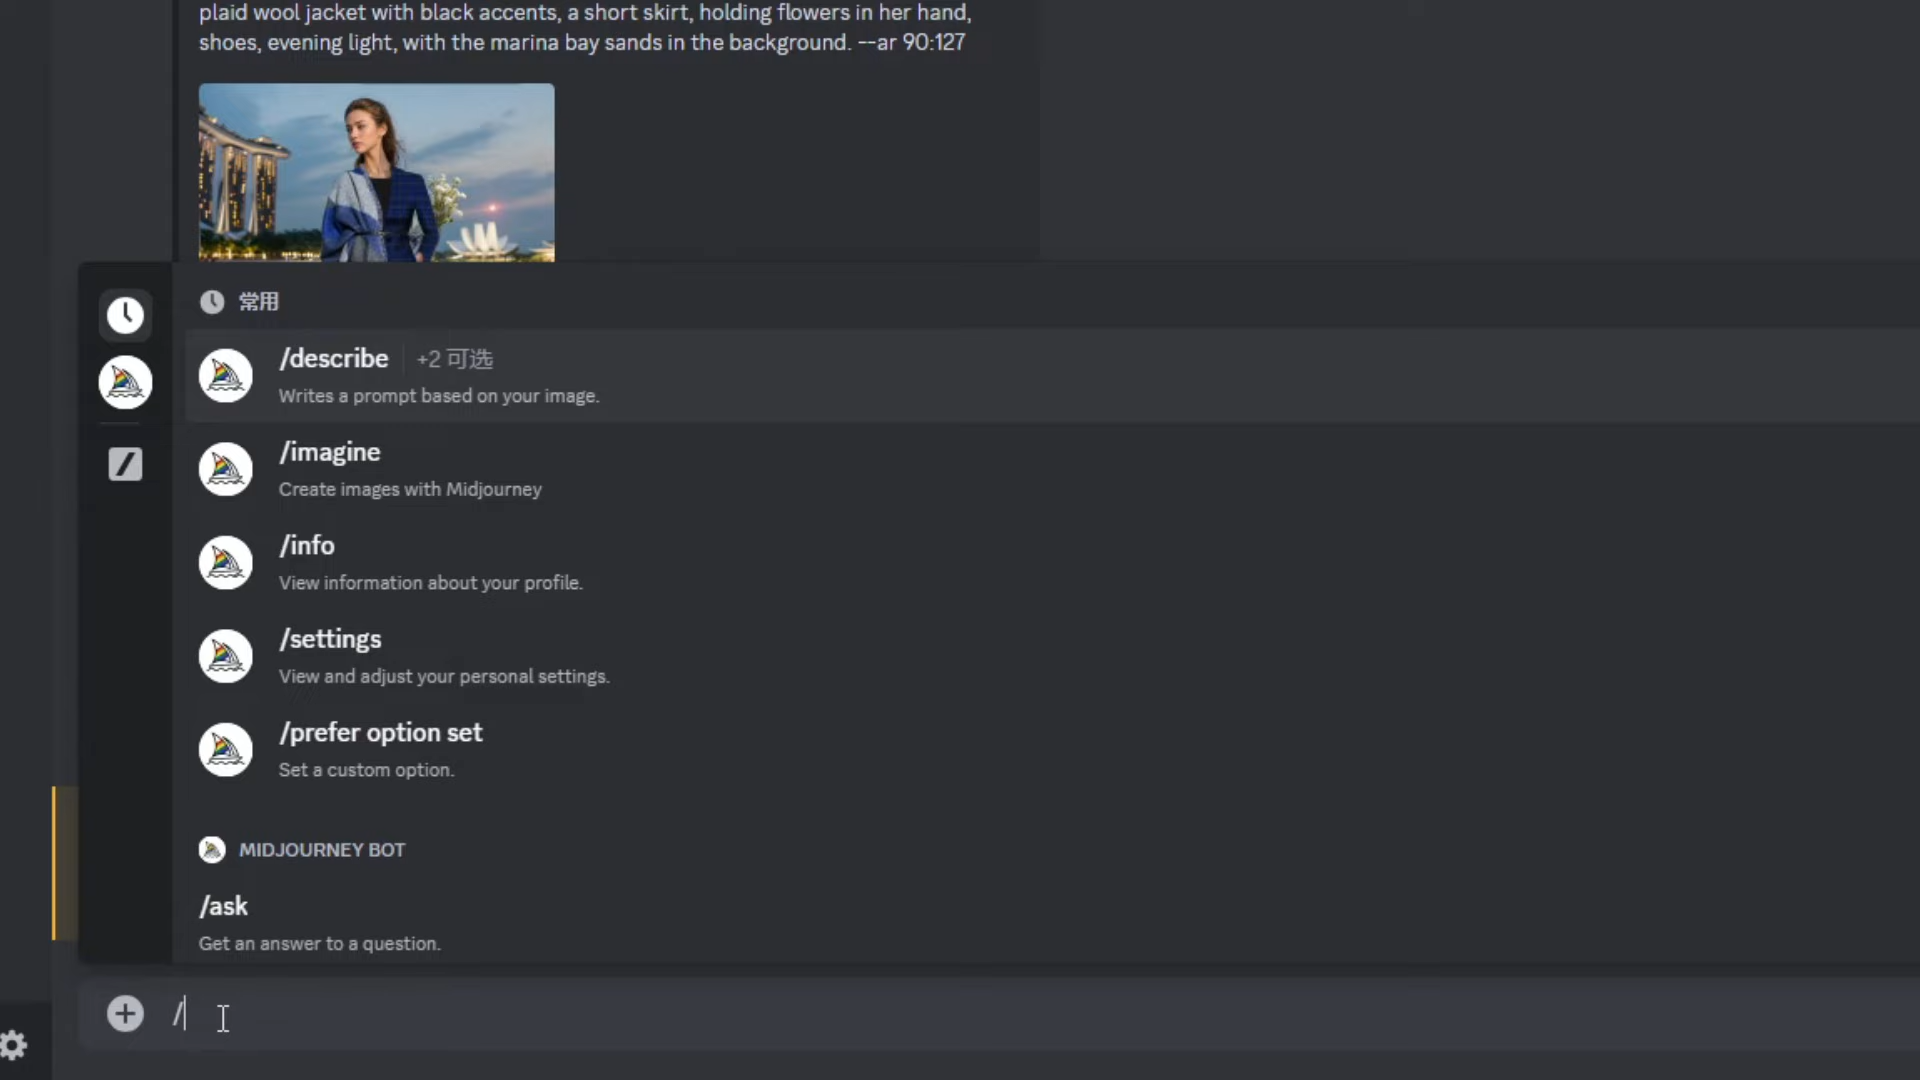 plaid wool jacket with black accents, a short skirt, holding flowers in her hand,
shoes, evening light, with the marina bay sands in the background. --ar 90:127
常用
/describe +2 可选
Writes a prompt based on your image.
/imagine
Create images with Midjourney
/info
View information about your profile.
/settings
View and adjust your personal settings.
/prefer option set
Set a custom option.
MIDJOURNEY BOT
/ask
Get an answer to a question.
/